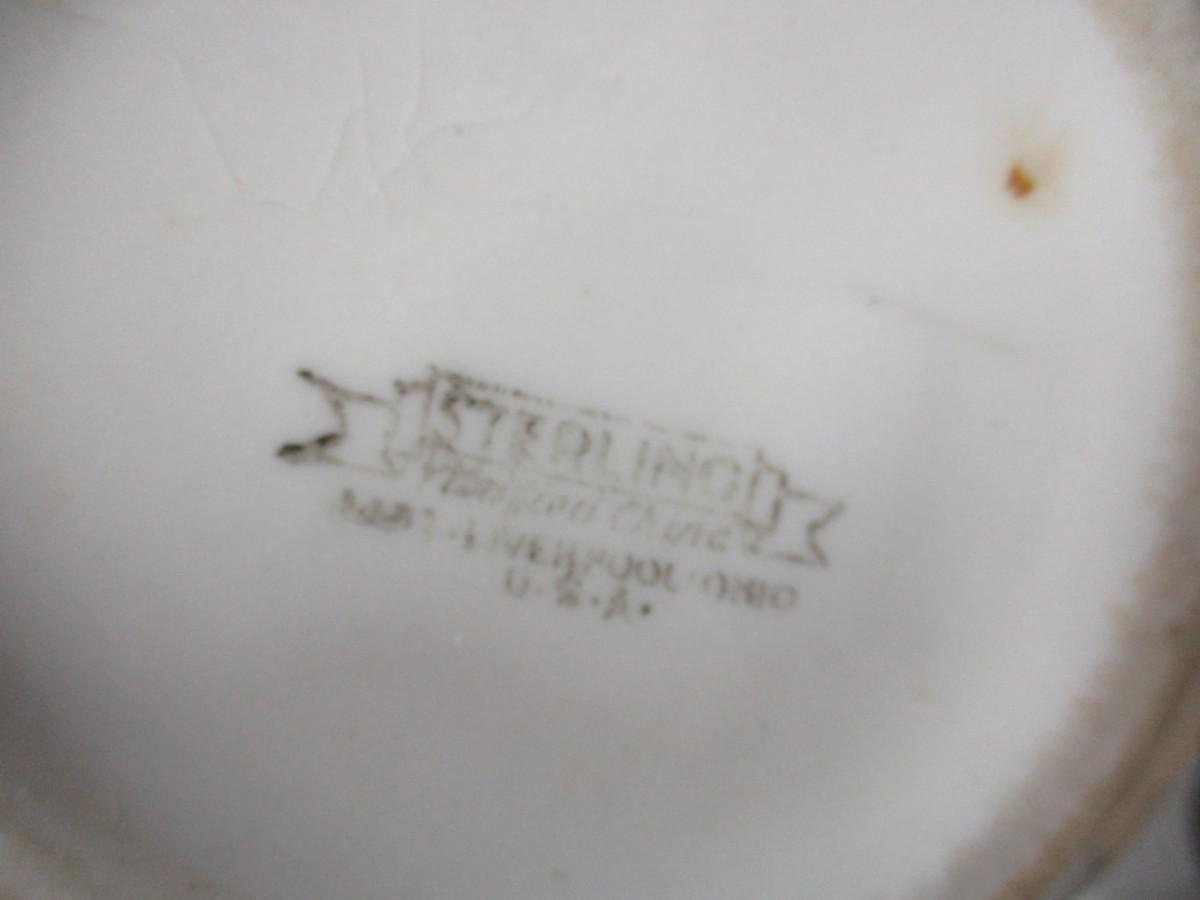 STERLING
Vitrified China
EAST · LIVERPOOL · OHIO
U · S · A ·